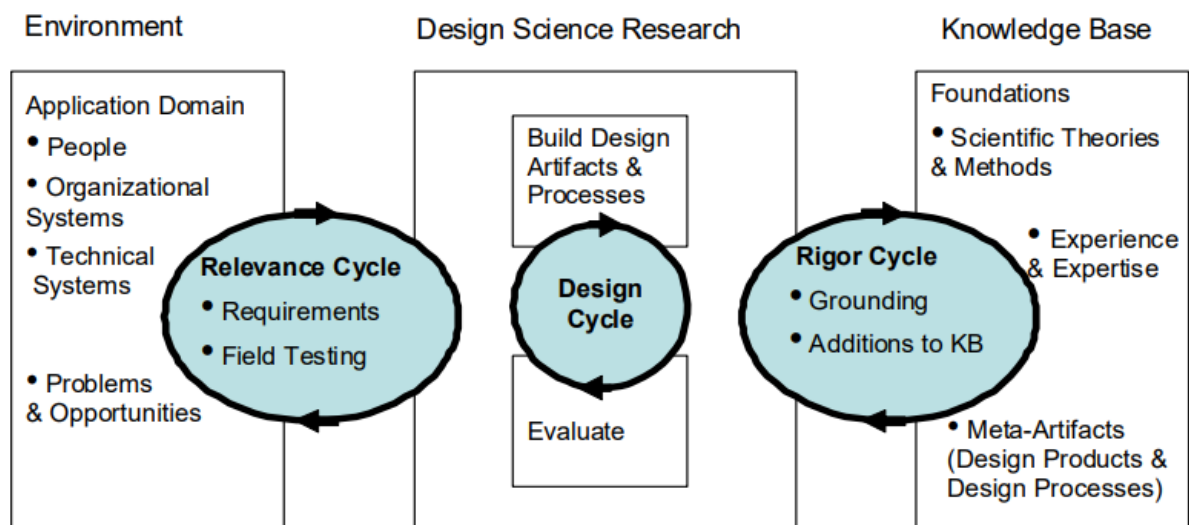 Environment
Design Science Research
Knowledge Base
Application Domain
• People
• Organizational
Systems
• Technical
Systems
• Problems
& Opportunities
Relevance Cycle
• Requirements
• Field Testing
Build Design
Artifacts &
Processes
Design
Cycle
Evaluate
Rigor Cycle
• Grounding
• Additions to KB
Foundations
• Scientific Theories
& Methods
• Experience
& Expertise
• Meta-Artifacts
(Design Products &
Design Processes)